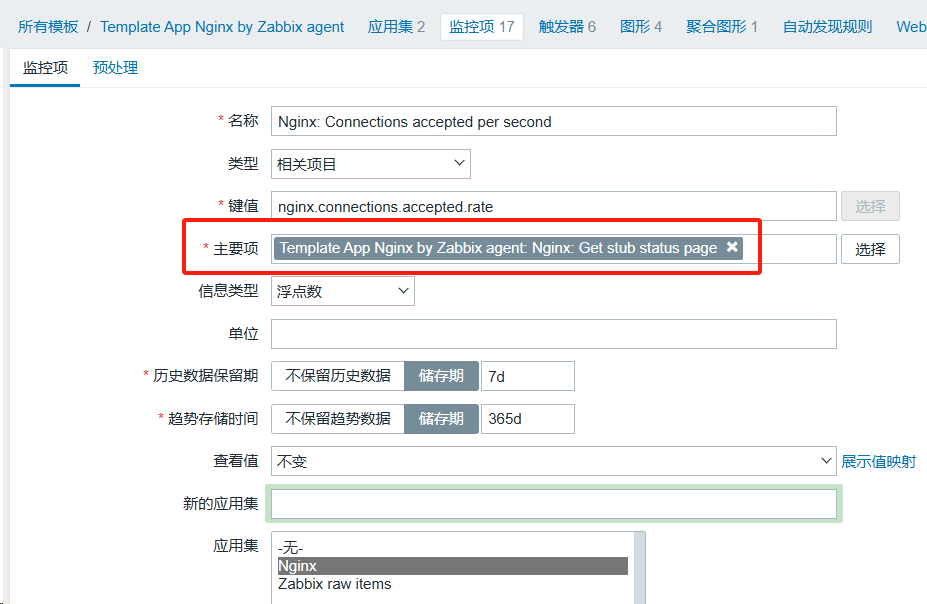 所有模板 / Template App Nginx by Zabbix agent 应用集 2 监控项 17 触发器 6 图形 4 聚合图形 1 自动发现规则 Web
监控项 预处理
* 名称 Nginx: Connections accepted per second
类型 相关项目
* 键值 nginx.connections.accepted.rate 选择
* 主要项 Template App Nginx by Zabbix agent: Nginx: Get stub status page 选择
信息类型 浮点数
单位
* 历史数据保留期 不保留历史数据 储存期 7d
* 趋势存储时间 不保留趋势数据 储存期 365d
查看值 不变 展示值映射
新的应用集
应用集 -无-
Nginx
Zabbix raw items